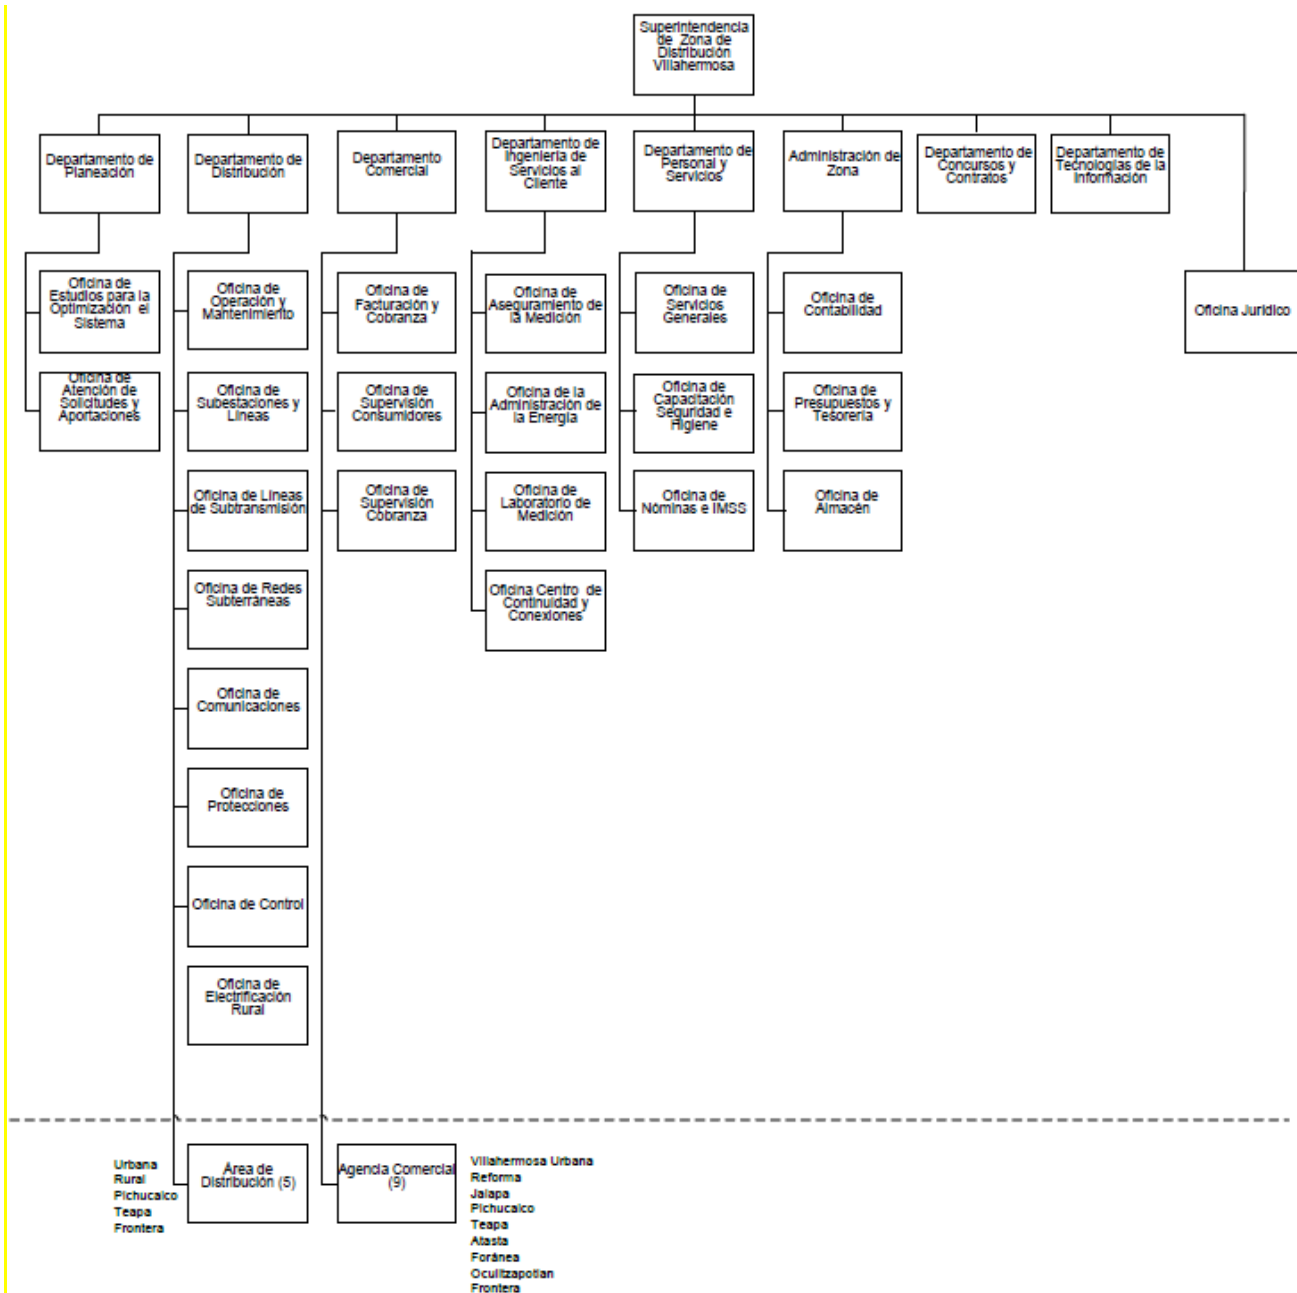 Superintendencia
de Zona de
Distribución
Villahermosa
Departamento de
Planeación
Departamento de
Distribución
Departamento
Comercial
Departamento de
Ingeniería de
Servicios al
Cliente
Departamento de
Personal y
Servicios
Administración de
Zona
Departamento de
Concursos y
Contratos
Departamento de
Tecnologías de la
Información
Oficina de
Estudios para la
Optimización el
Sistema
Oficina de
Operación y
Mantenimiento
Oficina de
Facturación y
Cobranza
Oficina de
Aseguramiento de
la Medición
Oficina de
Servicios
Generales
Oficina de
Contabilidad
Oficina Jurídico
Oficina de
Atención de
Solicitudes y
Aportaciones
Oficina de
Subestaciones y
Líneas
Oficina de
Supervisión
Consumidores
Oficina de la
Administración de
la Energía
Oficina de
Capacitación
Seguridad e
Higiene
Oficina de
Presupuestos y
Tesorería
Oficina de Líneas
de Subtransmisión
Oficina de
Supervisión
Cobranza
Oficina de
Laboratorio de
Medición
Oficina de
Nóminas e IMSS
Oficina de
Almacén
Oficina de Redes
Subterráneas
Oficina Centro de
Continuidad y
Conexiones
Oficina de
Comunicaciones
Oficina de
Protecciones
Oficina de Control
Oficina de
Electrificación
Rural
Urbana
Rural
Pichucalco
Teapa
Frontera
Área de
Distribución (5)
Agencia Comercial
(9)
Villahermosa Urbana
Reforma
Jalapa
Pichucalco
Teapa
Atasta
Foránea
Ocuiltzapotlan
Frontera